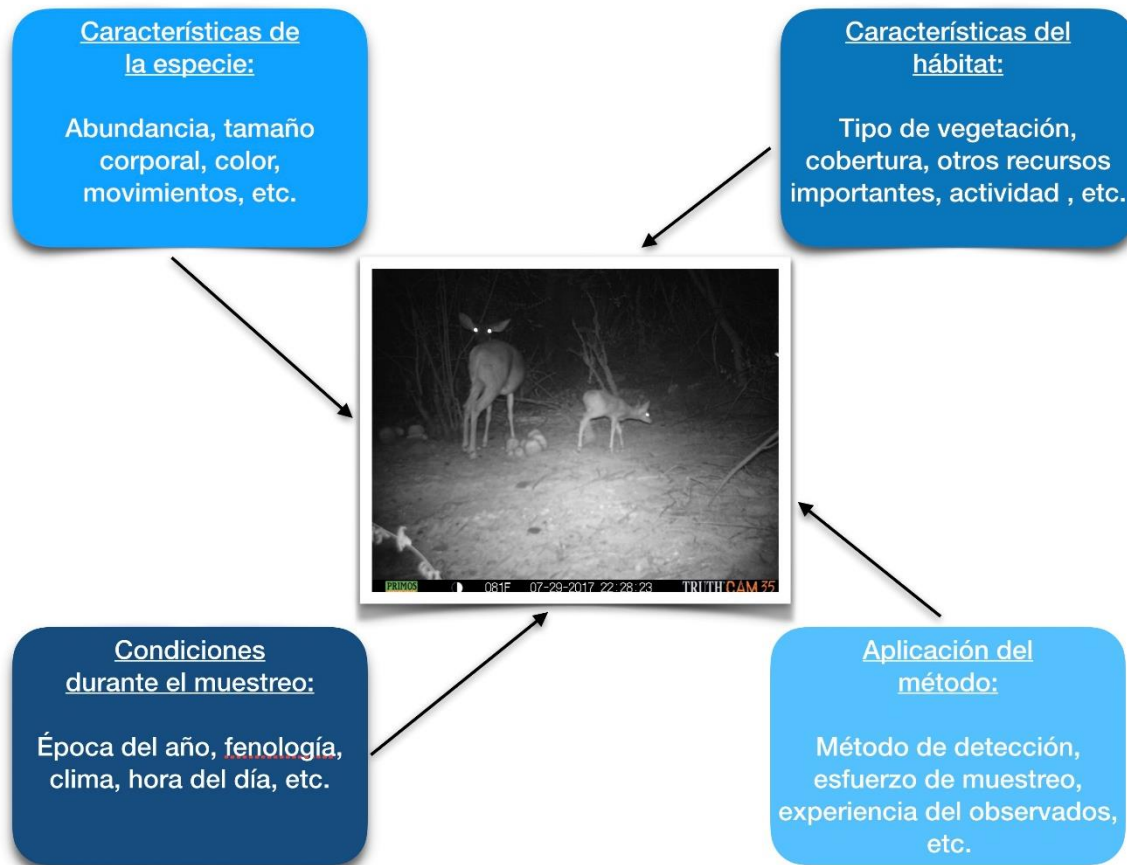 Características de
la especie:
Abundancia, tamaño
corporal, color,
movimientos, etc.
Características del
hábitat:
Tipo de vegetación,
cobertura, otros recursos
importantes, actividad , etc.
PRIMOS 081F 07-29-2017 22:28:23 TRUTH CAM 35
Condiciones
durante el muestreo:
Época del año, fenología,
clima, hora del día, etc.
Aplicación del
método:
Método de detección,
esfuerzo de muestreo,
experiencia del observados,
etc.